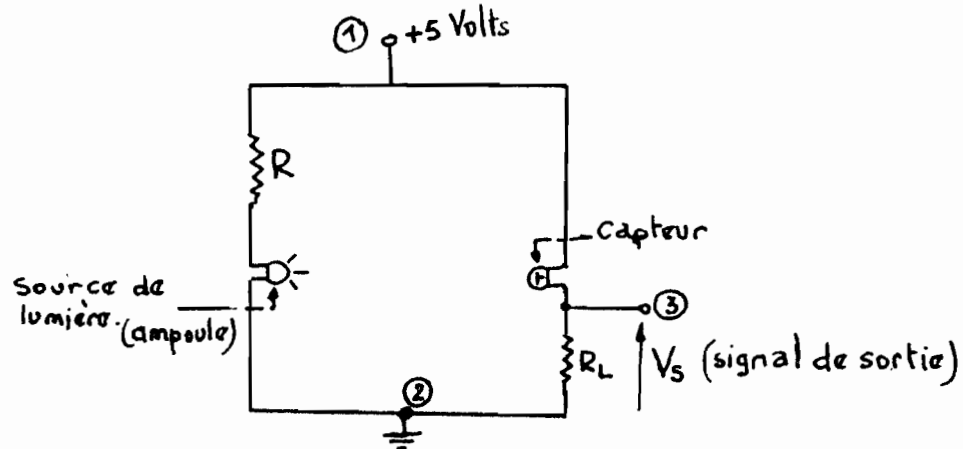 ① +5 Volts
R
Capteur
source de
lumière. (ampoule)
③
R_L
V_S (signal de sortie)
②